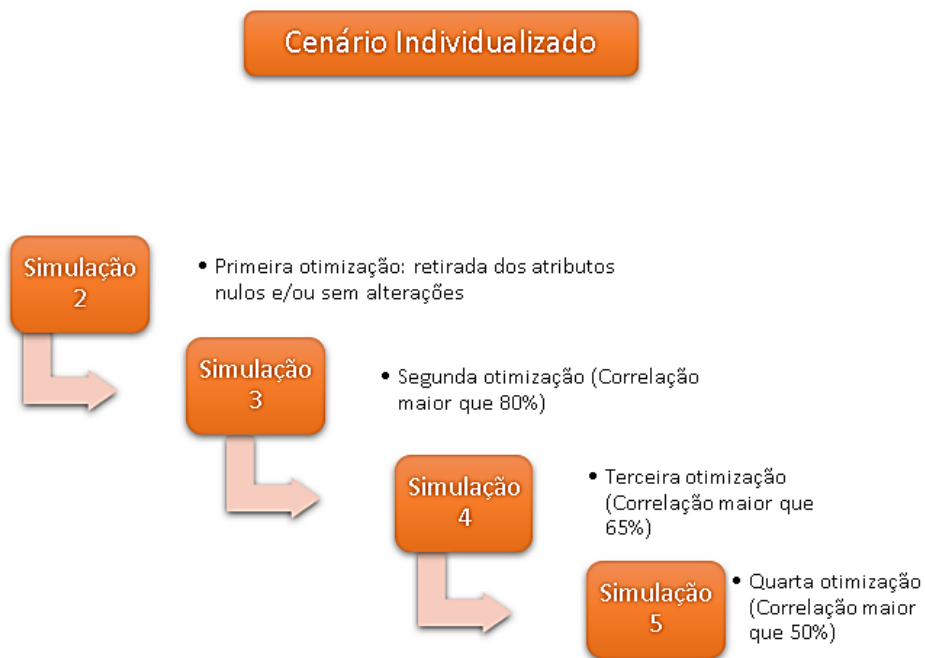 Cenário Individualizado
Simulação
2
• Primeira otimização: retirada dos atributos
nulos e/ou sem alterações
Simulação
3
• Segunda otimização (Correlação
maior que 80%)
Simulação
4
• Terceira otimização
(Correlação maior que
65%)
Simulação
5
• Quarta otimização
(Correlação maior
que 50%)